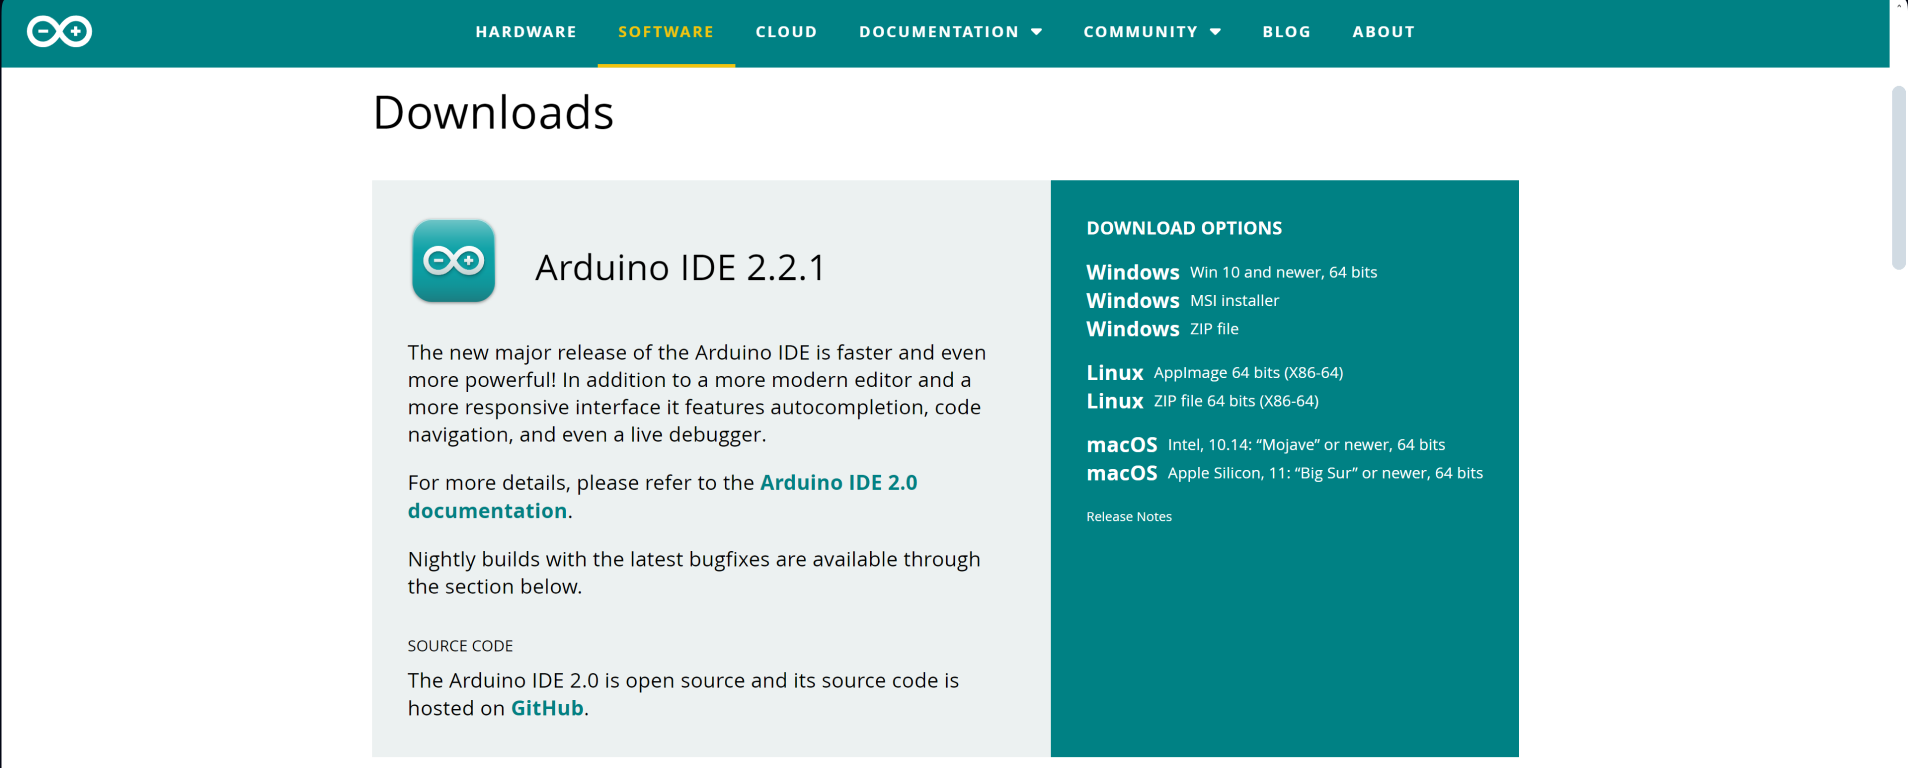 HARDWARE SOFTWARE CLOUD DOCUMENTATION COMMUNITY BLOG ABOUT
Downloads
Arduino IDE 2.2.1
The new major release of the Arduino IDE is faster and even
more powerful! In addition to a more modern editor and a
more responsive interface it features autocompletion, code
navigation, and even a live debugger.
For more details, please refer to the Arduino IDE 2.0
documentation.
Nightly builds with the latest bugfixes are available through
the section below.
SOURCE CODE
The Arduino IDE 2.0 is open source and its source code is
hosted on GitHub.
DOWNLOAD OPTIONS
Windows Win 10 and newer, 64 bits
Windows MSI installer
Windows ZIP file
Linux AppImage 64 bits (X86-64)
Linux ZIP file 64 bits (X86-64)
macOS Intel, 10.14: “Mojave” or newer, 64 bits
macOS Apple Silicon, 11: “Big Sur” or newer, 64 bits
Release Notes